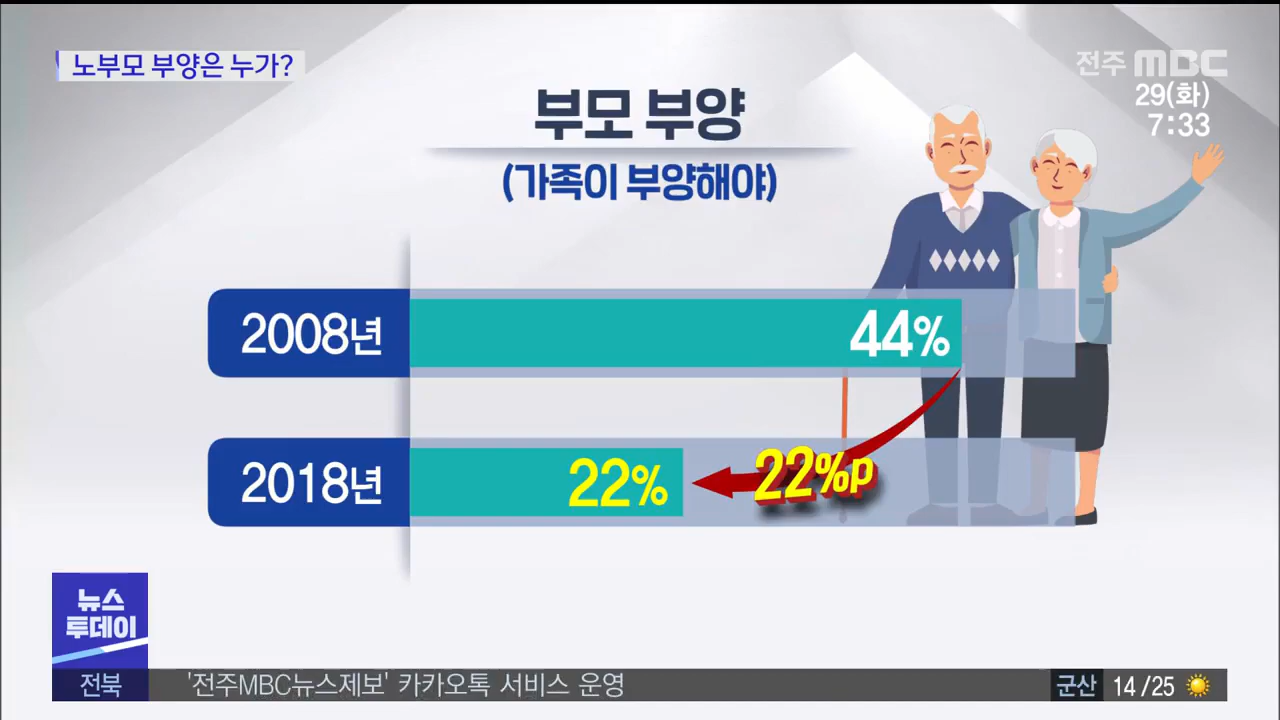 노부모 부양은 누가?
전주 MBC
29(화)
7:33
부모 부양
(가족이 부양해야)
2008년 44%
2018년 22% 22%p
뉴스
투데이
전북 '전주MBC뉴스제보' 카카오톡 서비스 운영 군산 14/25